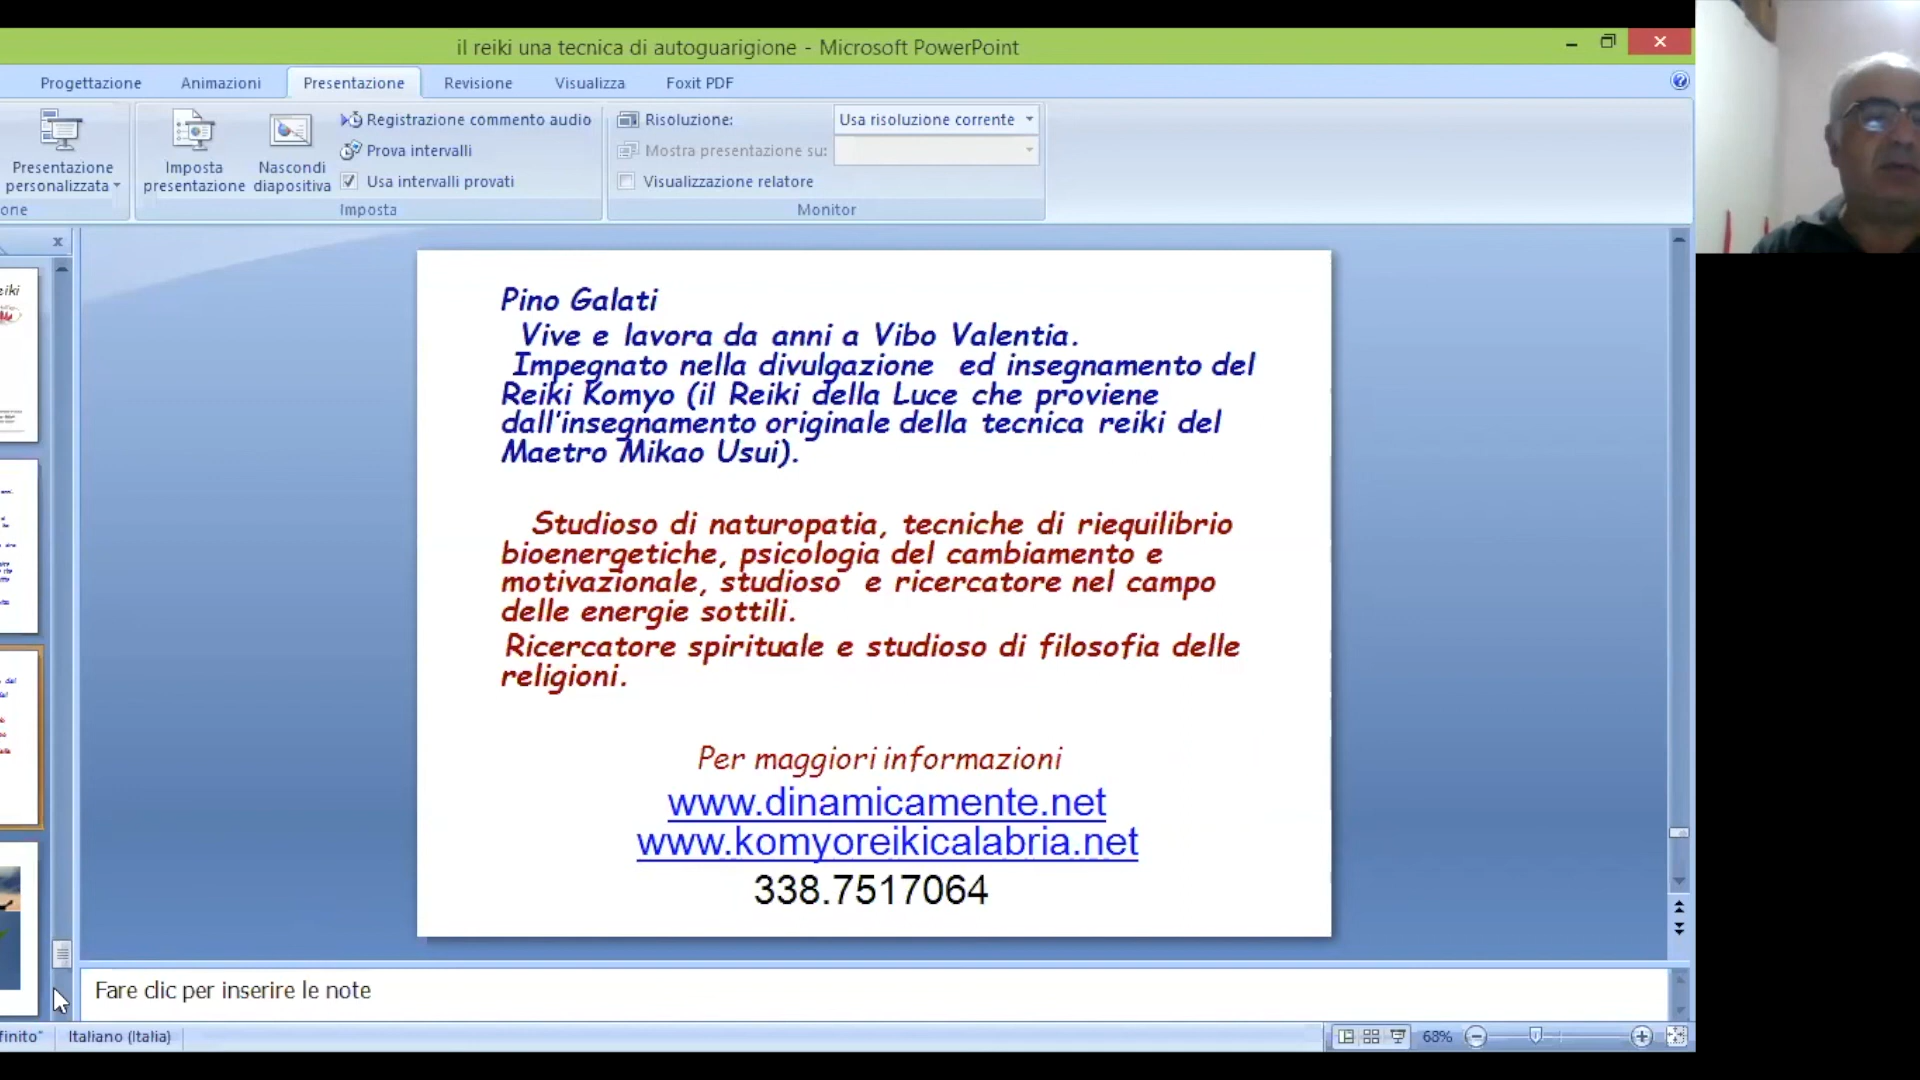 il reiki una tecnica di autoguarigione - Microsoft PowerPoint
Progettazione Animazioni Presentazione Revisione Visualizza Foxit PDF
Presentazione personalizzata
Imposta presentazione
Nascondi diapositiva
Registrazione commento audio
Prova intervalli
Usa intervalli provati
Imposta
Risoluzione: Usa risoluzione corrente
Mostra presentazione su:
Visualizzazione relatore
Monitor
one
eiki
Pino Galati
Vive e lavora da anni a Vibo Valentia.
Impegnato nella divulgazione ed insegnamento del
Reiki Komyo (il Reiki della Luce che proviene
dall'insegnamento originale della tecnica reiki del
Maetro Mikao Usui).
Studioso di naturopatia, tecniche di riequilibrio
bioenergetiche, psicologia del cambiamento e
motivazionale, studioso e ricercatore nel campo
delle energie sottili.
Ricercatore spirituale e studioso di filosofia delle
religioni.
Per maggiori informazioni
www.dinamicamente.net
www.komyoreikicalabria.net
338.7517064
Fare clic per inserire le note
finito" Italiano (Italia) 68%